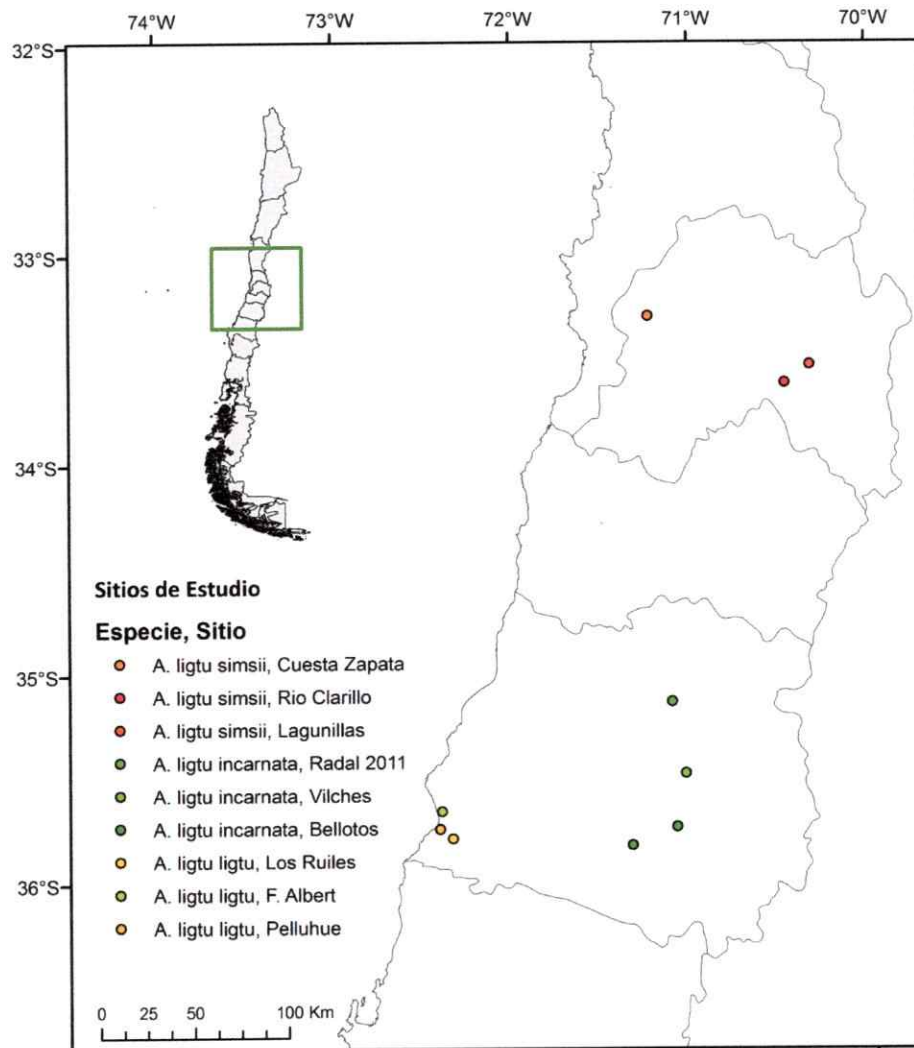 74°W 73°W 72°W 71°W 70°W
32°S
33°S
34°S
35°S
36°S
Sitios de Estudio
Especie, Sitio
A. ligtu simsii, Cuesta Zapata
A. ligtu simsii, Rio Clarillo
A. ligtu simsii, Lagunillas
A. ligtu incarnata, Radal 2011
A. ligtu incarnata, Vilches
A. ligtu incarnata, Bellotos
A. ligtu ligtu, Los Ruiles
A. ligtu ligtu, F. Albert
A. ligtu ligtu, Pelluhue
0 25 50 100 Km